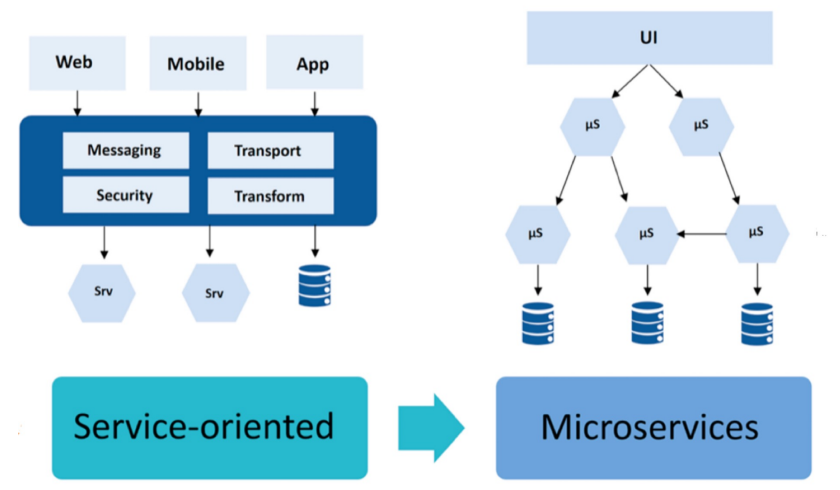 Web
Mobile
App
Messaging
Transport
Security
Transform
Srv
Srv
Service-oriented
UI
μS
μS
μS
μS
μS
Microservices